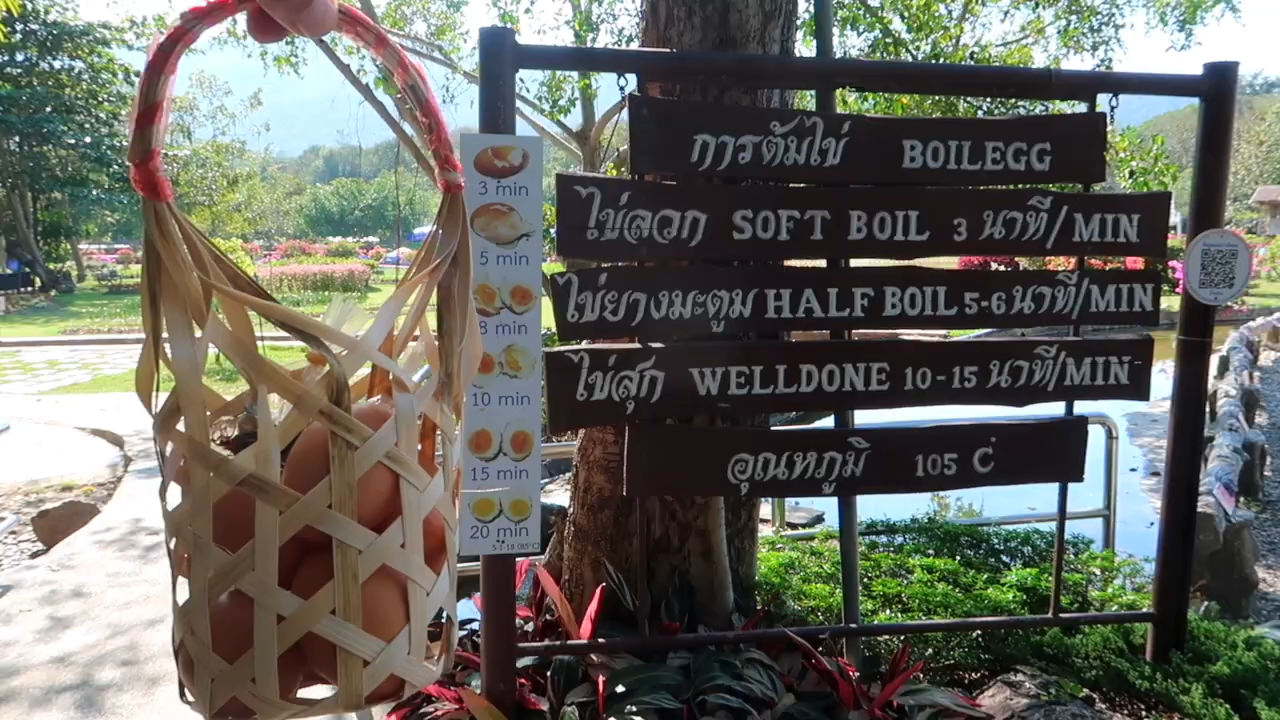 3 min
5 min
8 min
10 min
15 min
20 min
การต้มไข่ BOILEGG
ไข่ลวก SOFT BOIL 3 นาที/MIN
ไข่ยางมะตูม HALF BOIL 5-6 นาที/MIN
ไข่สุก WELLDONE 10-15 นาที/MIN
อุณหภูมิ 105 C